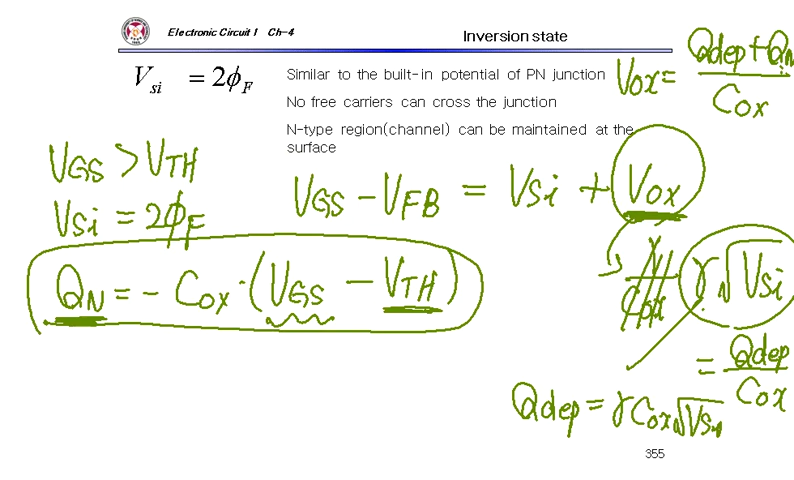 Electronic Circuit 1 Ch-4
Inversion state
V_si = 2ϕ_F
Similar to the built-in potential of PN junction
No free carriers can cross the junction
N-type region(channel) can be maintained at the
surface
Vox = (Qdep + QN) / Cox
VGS > VTH
VSi = 2ϕF
VGS - VFB = VSi + Vox
QN = - Cox · (VGS - VTH)
γ√VSi
= Qdep / Cox
Qdep = γ Cox √VSi
355